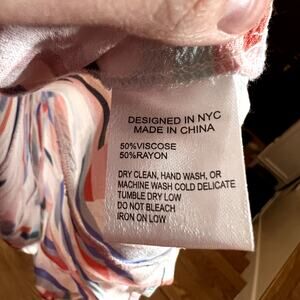 DESIGNED IN NYC
MADE IN CHINA
50%VISCOSE
50%RAYON
DRY CLEAN, HAND WASH, OR
MACHINE WASH COLD DELICATE
TUMBLE DRY LOW
DO NOT BLEACH
IRON ON LOW